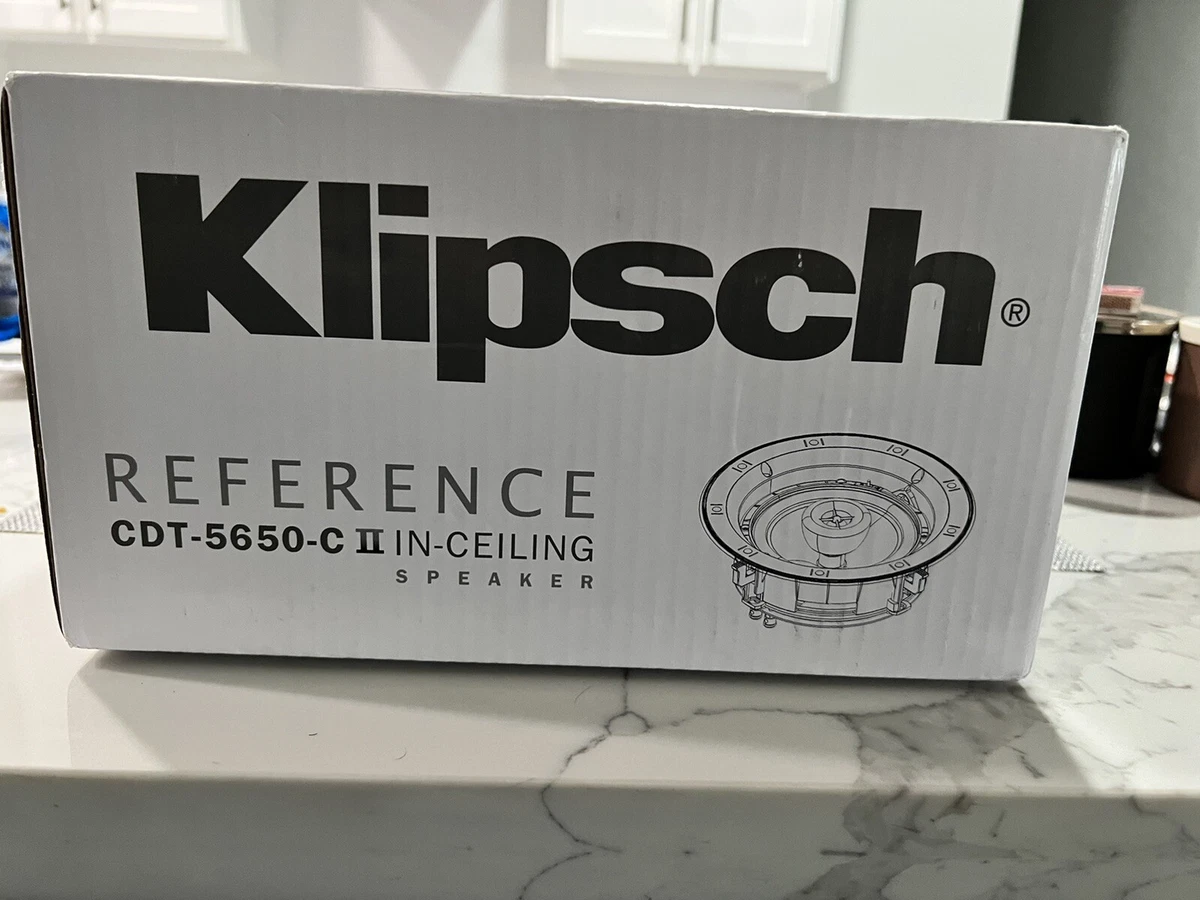 Klipsch®
REFERENCE
CDT-5650-C II IN-CEILING
SPEAKER